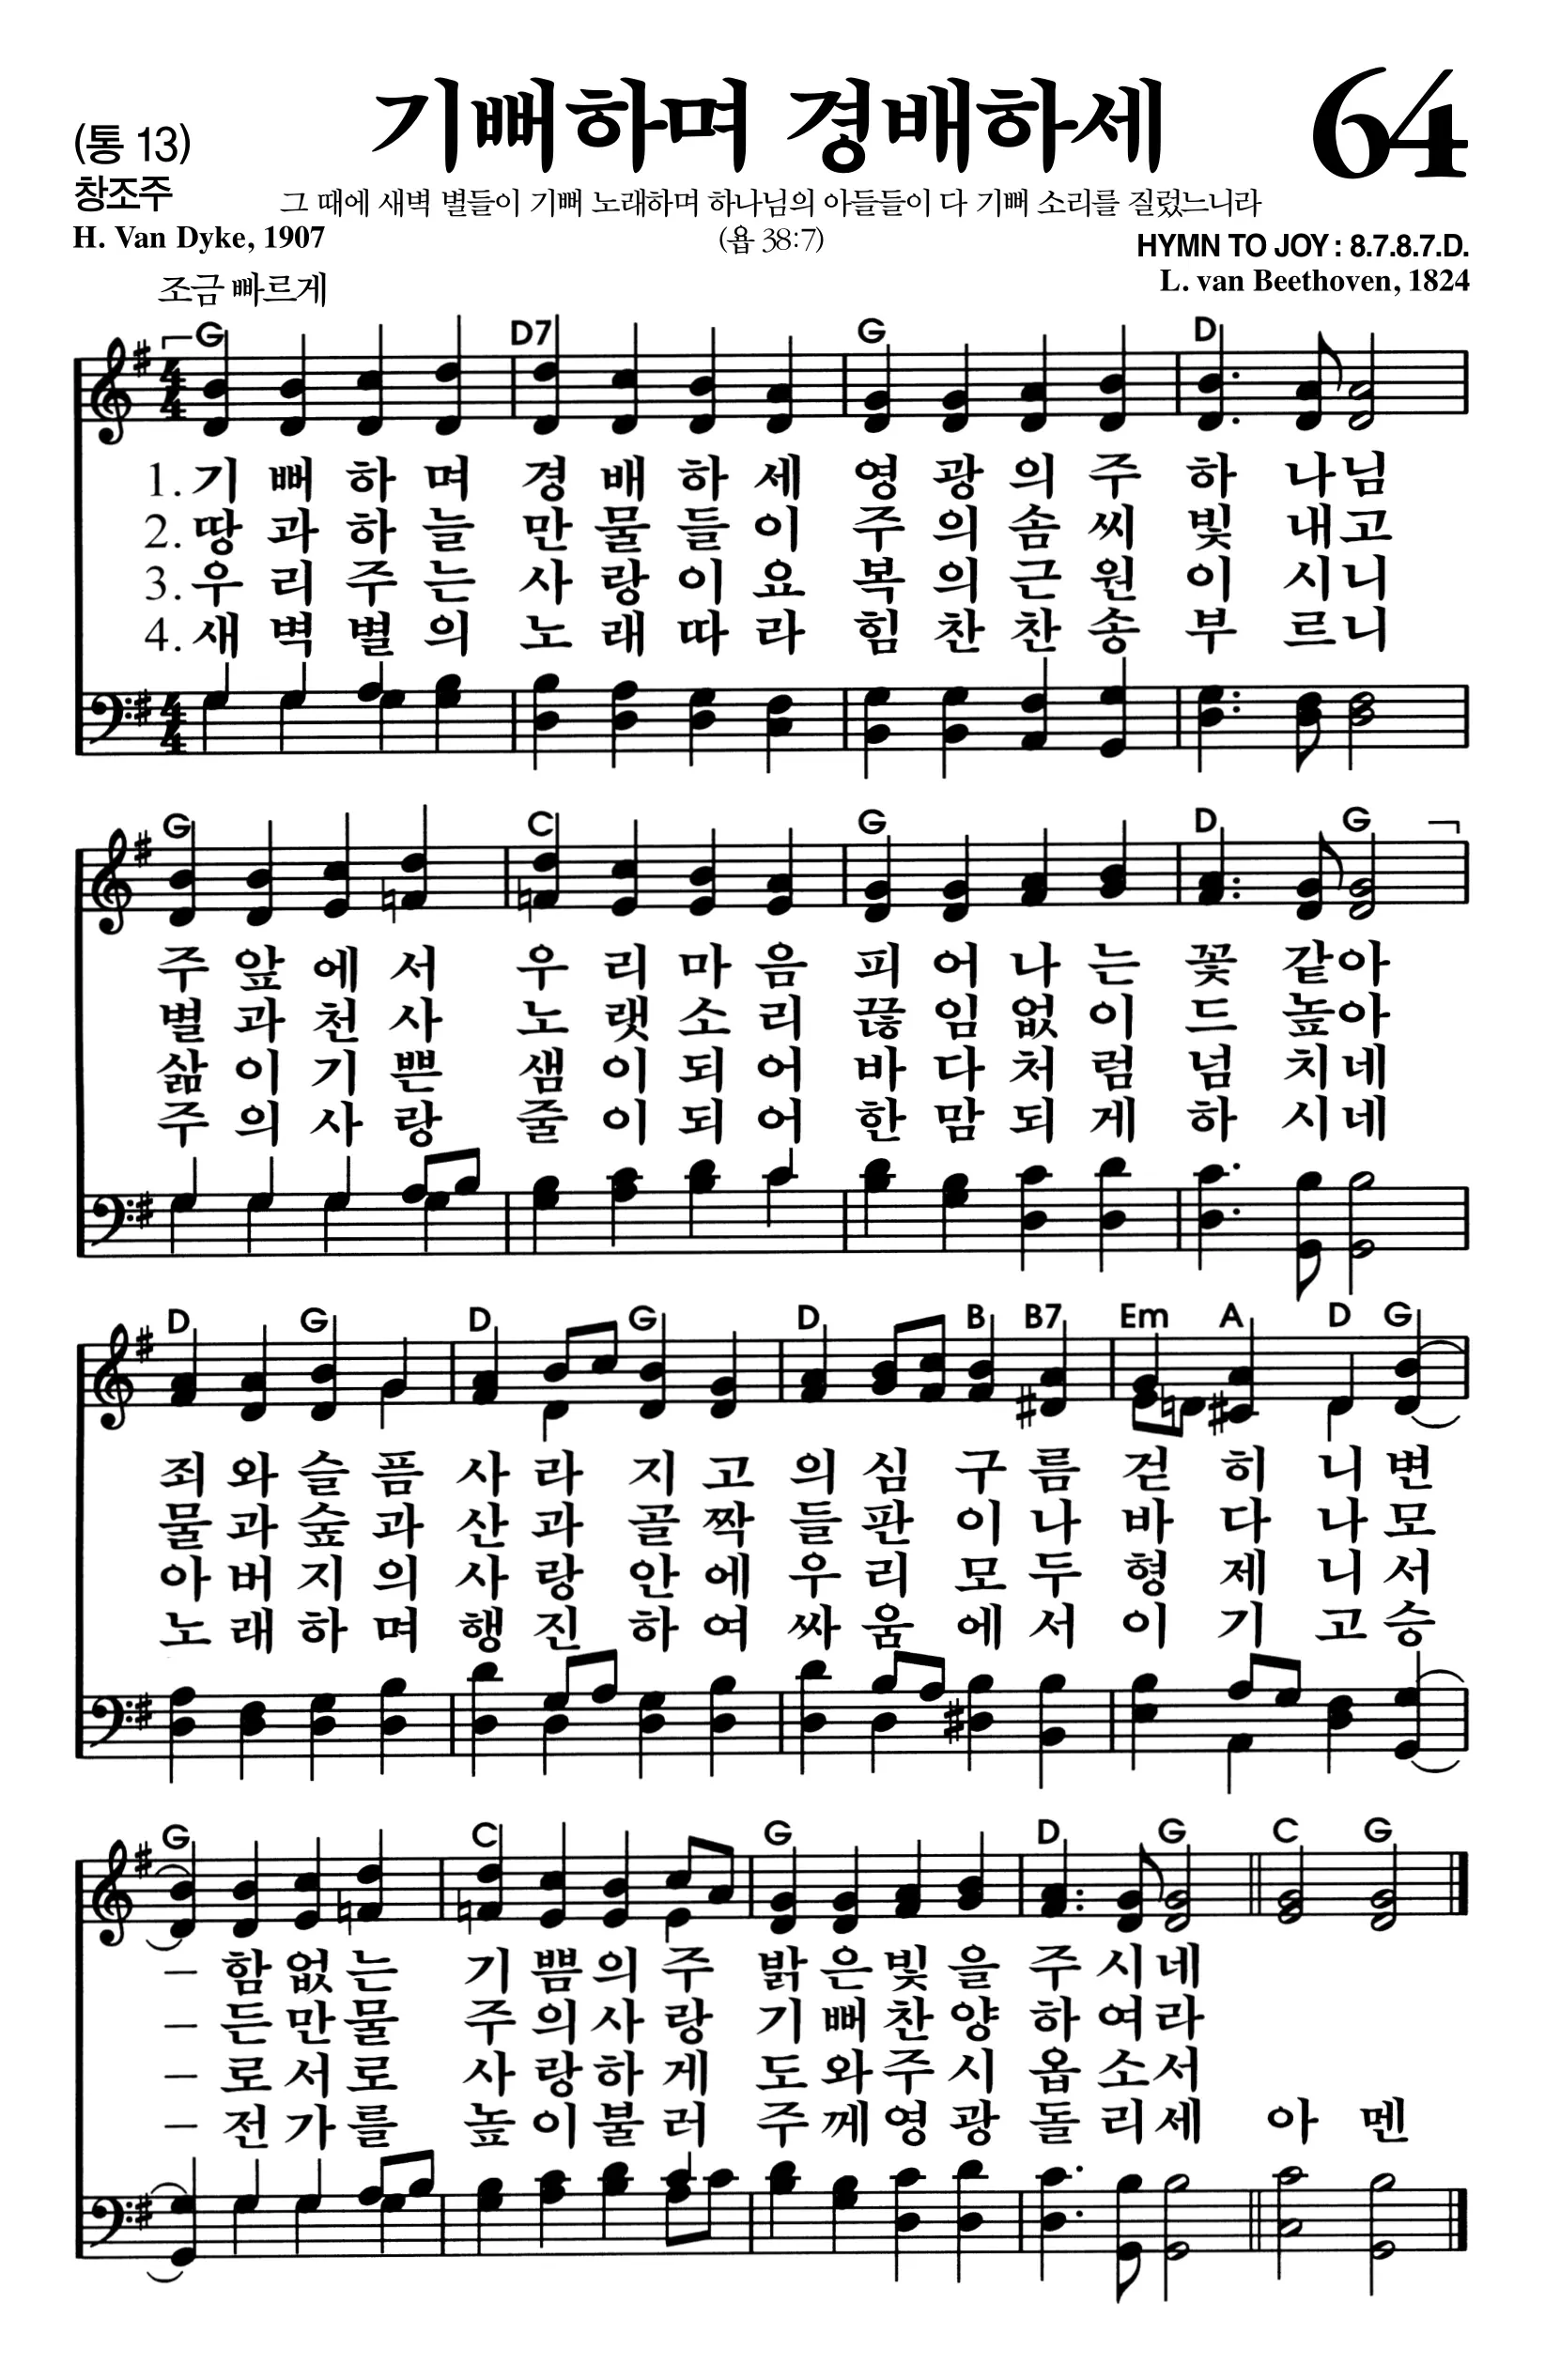 기뻐하며 경배하세
64
(통 13)
창조주
그 때에 새벽 별들이 기뻐 노래하며 하나님의 아들들이 다 기뻐 소리를 질렀느니라
H. Van Dyke, 1907
(욥 38:7)
HYMN TO JOY : 8.7.8.7.D.
L. van Beethoven, 1824
조금 빠르게
G D7 G D
1. 기 뻐 하 며 경 배 하 세 영 광 의 주 하 나 님
2. 땅 과 하 늘 만 물 들 이 주 의 솜 씨 빛 내 고
3. 우 리 주 는 사 랑 이 요 복 의 근 원 이 시 니
4. 새 벽 별 의 노 래 따 라 힘 찬 찬 송 부 르 니
G C G D G
주 앞 에 서 우 리 마 음 피 어 나 는 꽃 같 아
별 과 천 사 노 랫 소 리 끊 임 없 이 드 높 아
삶 이 기 쁜 샘 이 되 어 바 다 처 럼 넘 치 네
주 의 사 랑 줄 이 되 어 한 맘 되 게 하 시 네
D G D G D B B7 Em A D G
죄 와 슬 픔 사 라 지 고 의 심 구 름 걷 히 니 변
물 과 숲 과 산 과 골 짝 들 판 이 나 바 다 나 모
아 버 지 의 사 랑 안 에 우 리 모 두 형 제 니 서
노 래 하 며 행 진 하 여 싸 움 에 서 이 기 고 승
G C G D G C G
– 함 없 는 기 쁨 의 주 밝 은 빛 을 주 시 네
– 든 만 물 주 의 사 랑 기 뻐 찬 양 하 여 라
– 로 서 로 사 랑 하 게 도 와 주 시 옵 소 서
– 전 가 를 높 이 불 러 주 께 영 광 돌 리 세 아 멘